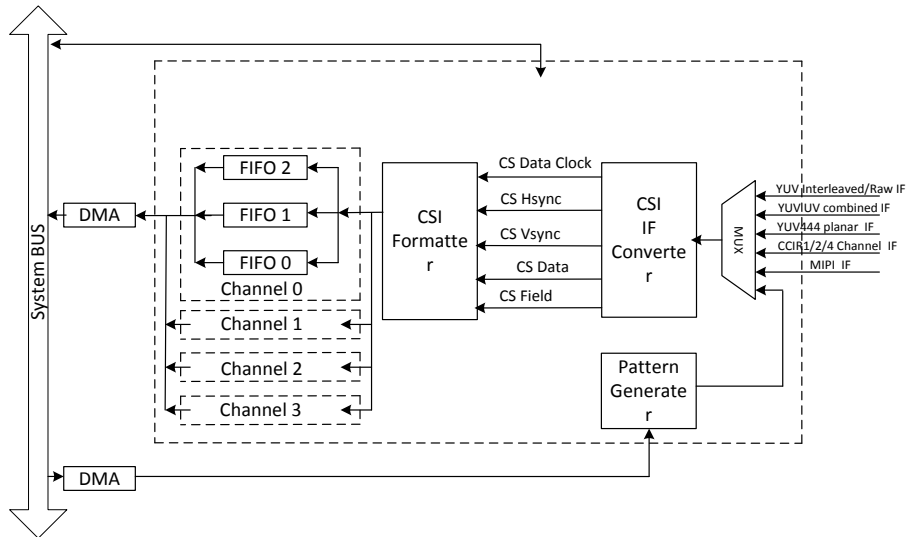 System BUS
DMA
FIFO 2
FIFO 1
FIFO 0
Channel 0
Channel 1
Channel 2
Channel 3
CSI
Formatte
r
CS Data Clock
CS Hsync
CS Vsync
CS Data
CS Field
CSI
IF
Converte
r
MUX
YUV Interleaved/Raw IF
YUVlUV combined IF
YUV444 planar IF
CCIR1/2/4 Channel IF
MIPI IF
Pattern
Generate
r
DMA